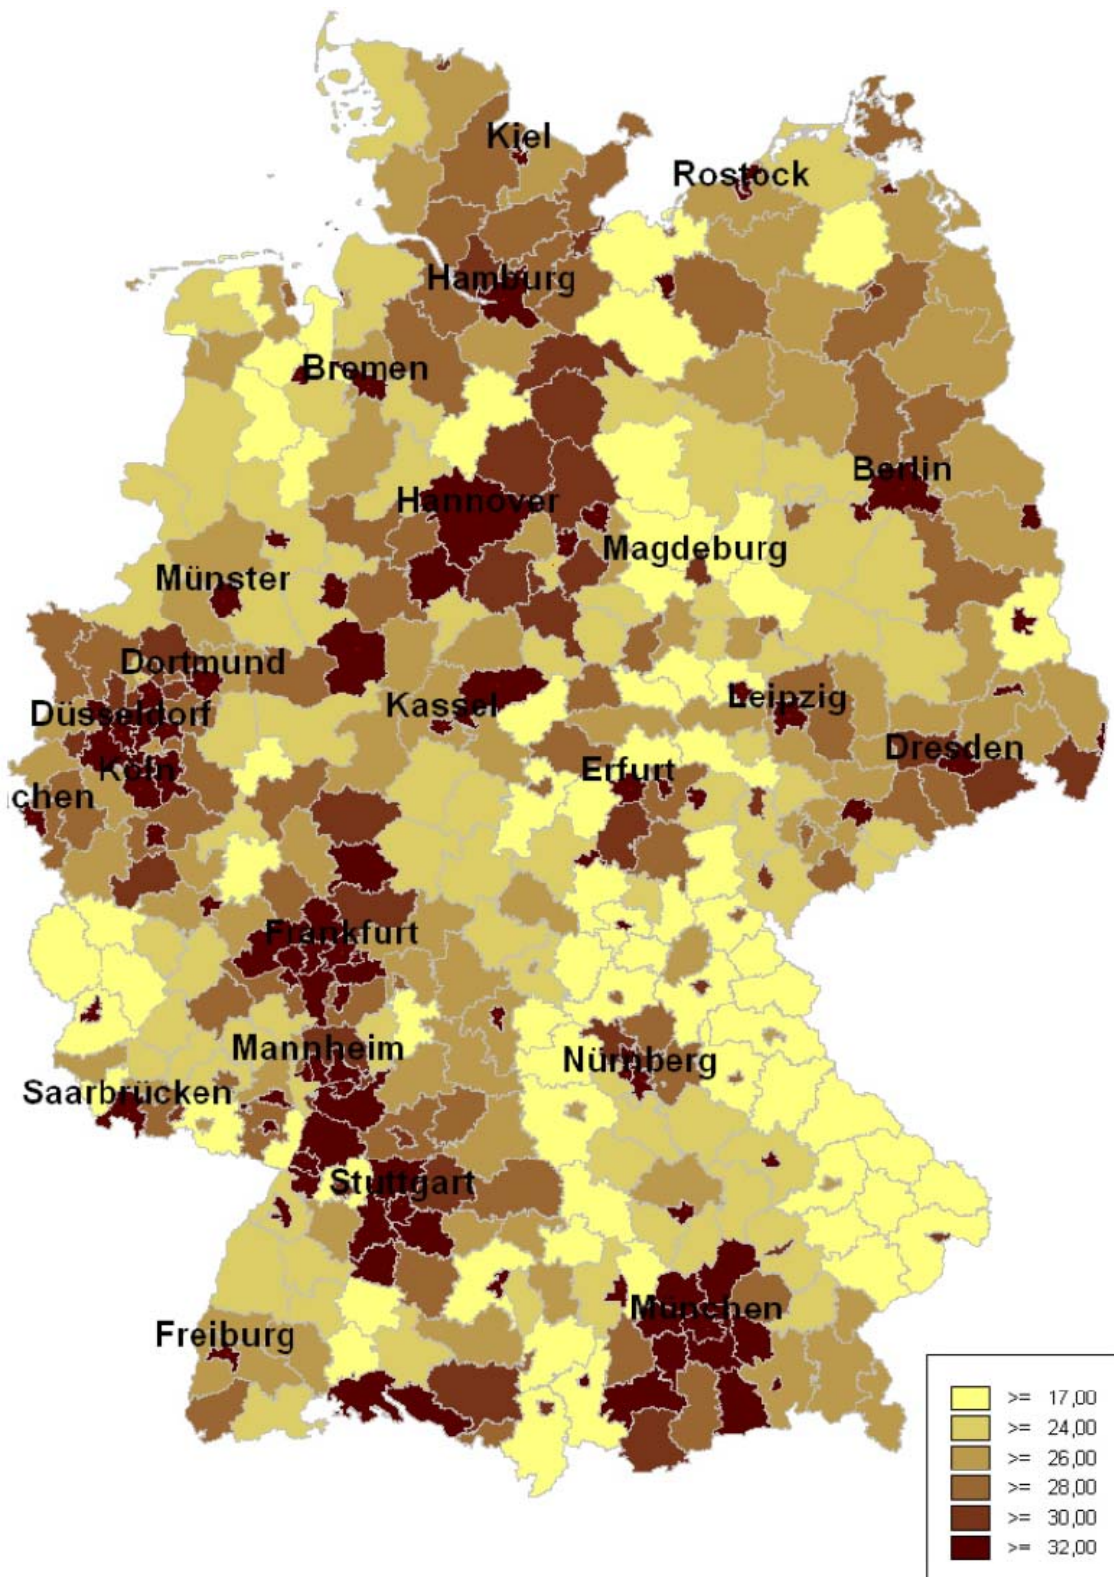 Kiel
Rostock
Hamburg
Bremen
Berlin
Hannover
Magdeburg
Münster
Dortmund
Leipzig
Kassel
Düsseldorf
Dresden
Köln
Erfurt
chen
Frankfurt
Mannheim
Nürnberg
Saarbrücken
Stuttgart
München
Freiburg
>= 17,00
>= 24,00
>= 26,00
>= 28,00
>= 30,00
>= 32,00